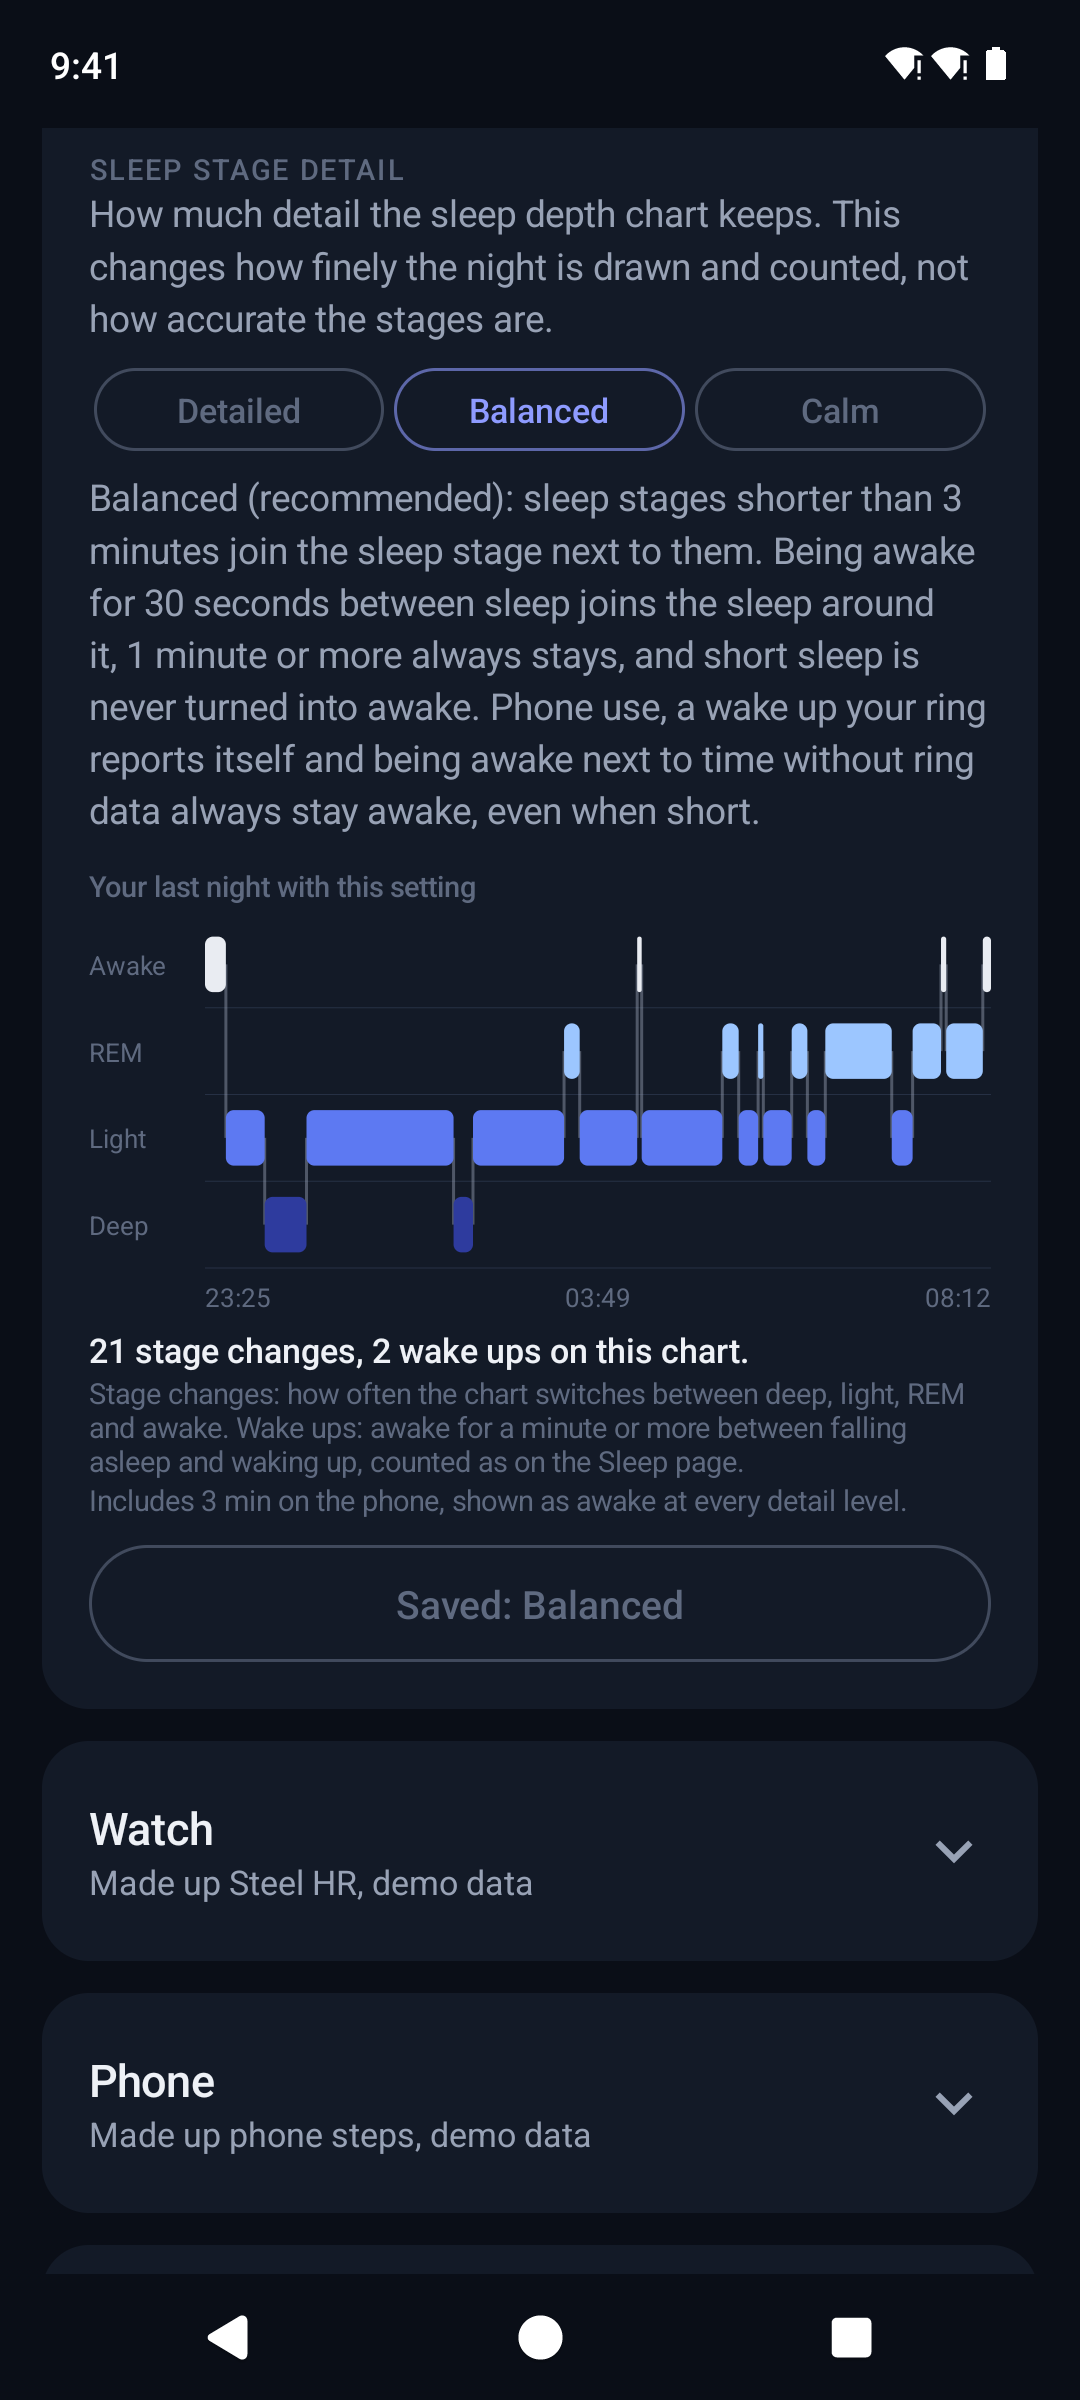 9:41
SLEEP STAGE DETAIL
How much detail the sleep depth chart keeps. This
changes how finely the night is drawn and counted, not
how accurate the stages are.
Detailed
Balanced
Calm
Balanced (recommended): sleep stages shorter than 3
minutes join the sleep stage next to them. Being awake
for 30 seconds between sleep joins the sleep around
it, 1 minute or more always stays, and short sleep is
never turned into awake. Phone use, a wake up your ring
reports itself and being awake next to time without ring
data always stay awake, even when short.
Your last night with this setting
Awake
REM
Light
Deep
23:25
03:49
08:12
21 stage changes, 2 wake ups on this chart.
Stage changes: how often the chart switches between deep, light, REM
and awake. Wake ups: awake for a minute or more between falling
asleep and waking up, counted as on the Sleep page.
Includes 3 min on the phone, shown as awake at every detail level.
Saved: Balanced
Watch
Made up Steel HR, demo data
Phone
Made up phone steps, demo data